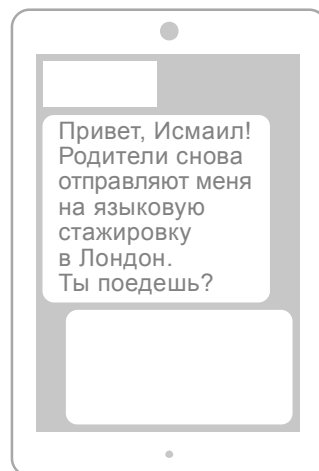 Привет, Исмаил!
Родители снова
отправляют меня
на языковую
стажировку
в Лондон.
Ты поедешь?